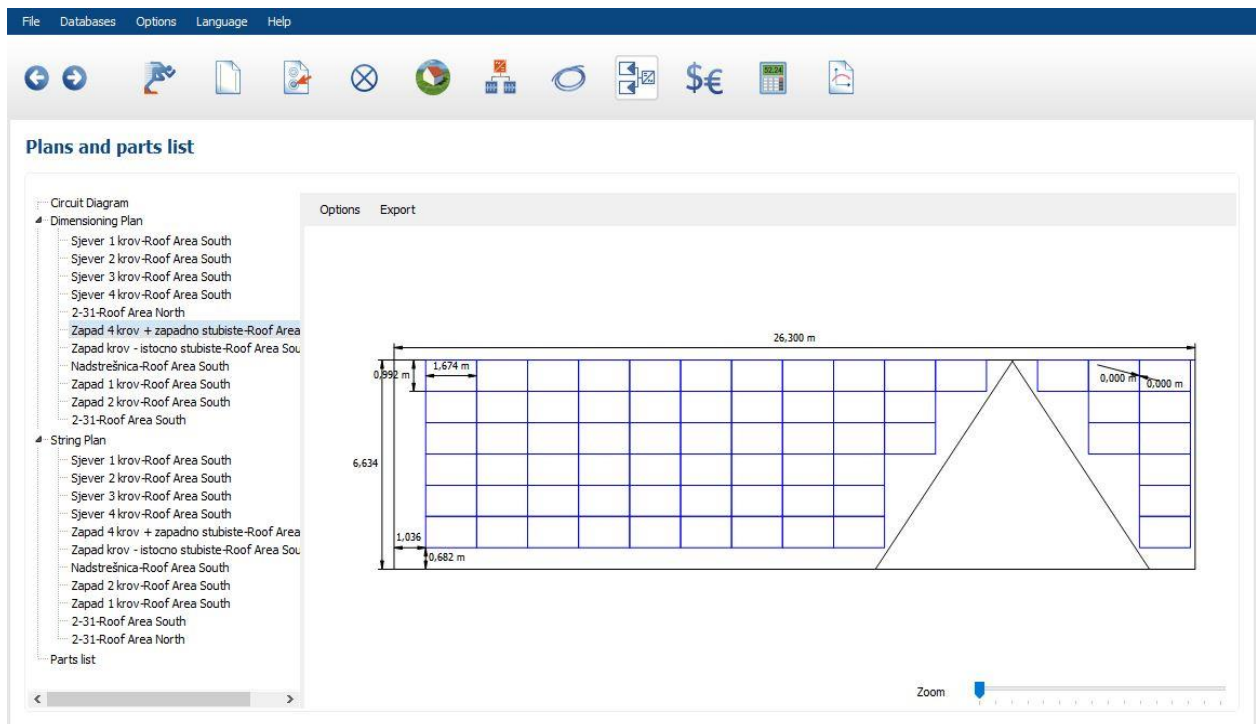 File Databases Options Language Help
52,24
$€
Plans and parts list
Circuit Diagram
Dimensioning Plan
Sjever 1 krov-Roof Area South
Sjever 2 krov-Roof Area South
Sjever 3 krov-Roof Area South
Sjever 4 krov-Roof Area South
2-31-Roof Area North
Zapad 4 krov + zapadno stubiste-Roof Area
Zapad krov - istocno stubiste-Roof Area Sou
Nadstrešnica-Roof Area South
Zapad 1 krov-Roof Area South
Zapad 2 krov-Roof Area South
2-31-Roof Area South
String Plan
Sjever 1 krov-Roof Area South
Sjever 2 krov-Roof Area South
Sjever 3 krov-Roof Area South
Sjever 4 krov-Roof Area South
Zapad 4 krov + zapadno stubiste-Roof Area
Zapad krov - istocno stubiste-Roof Area Sou
Nadstrešnica-Roof Area South
Zapad 2 krov-Roof Area South
Zapad 1 krov-Roof Area South
2-31-Roof Area South
2-31-Roof Area North
Parts list
Options Export
26,300 m
1,674 m
0,992 m
0,000 m
0,000 m
6,634
1,036
0,682 m
Zoom